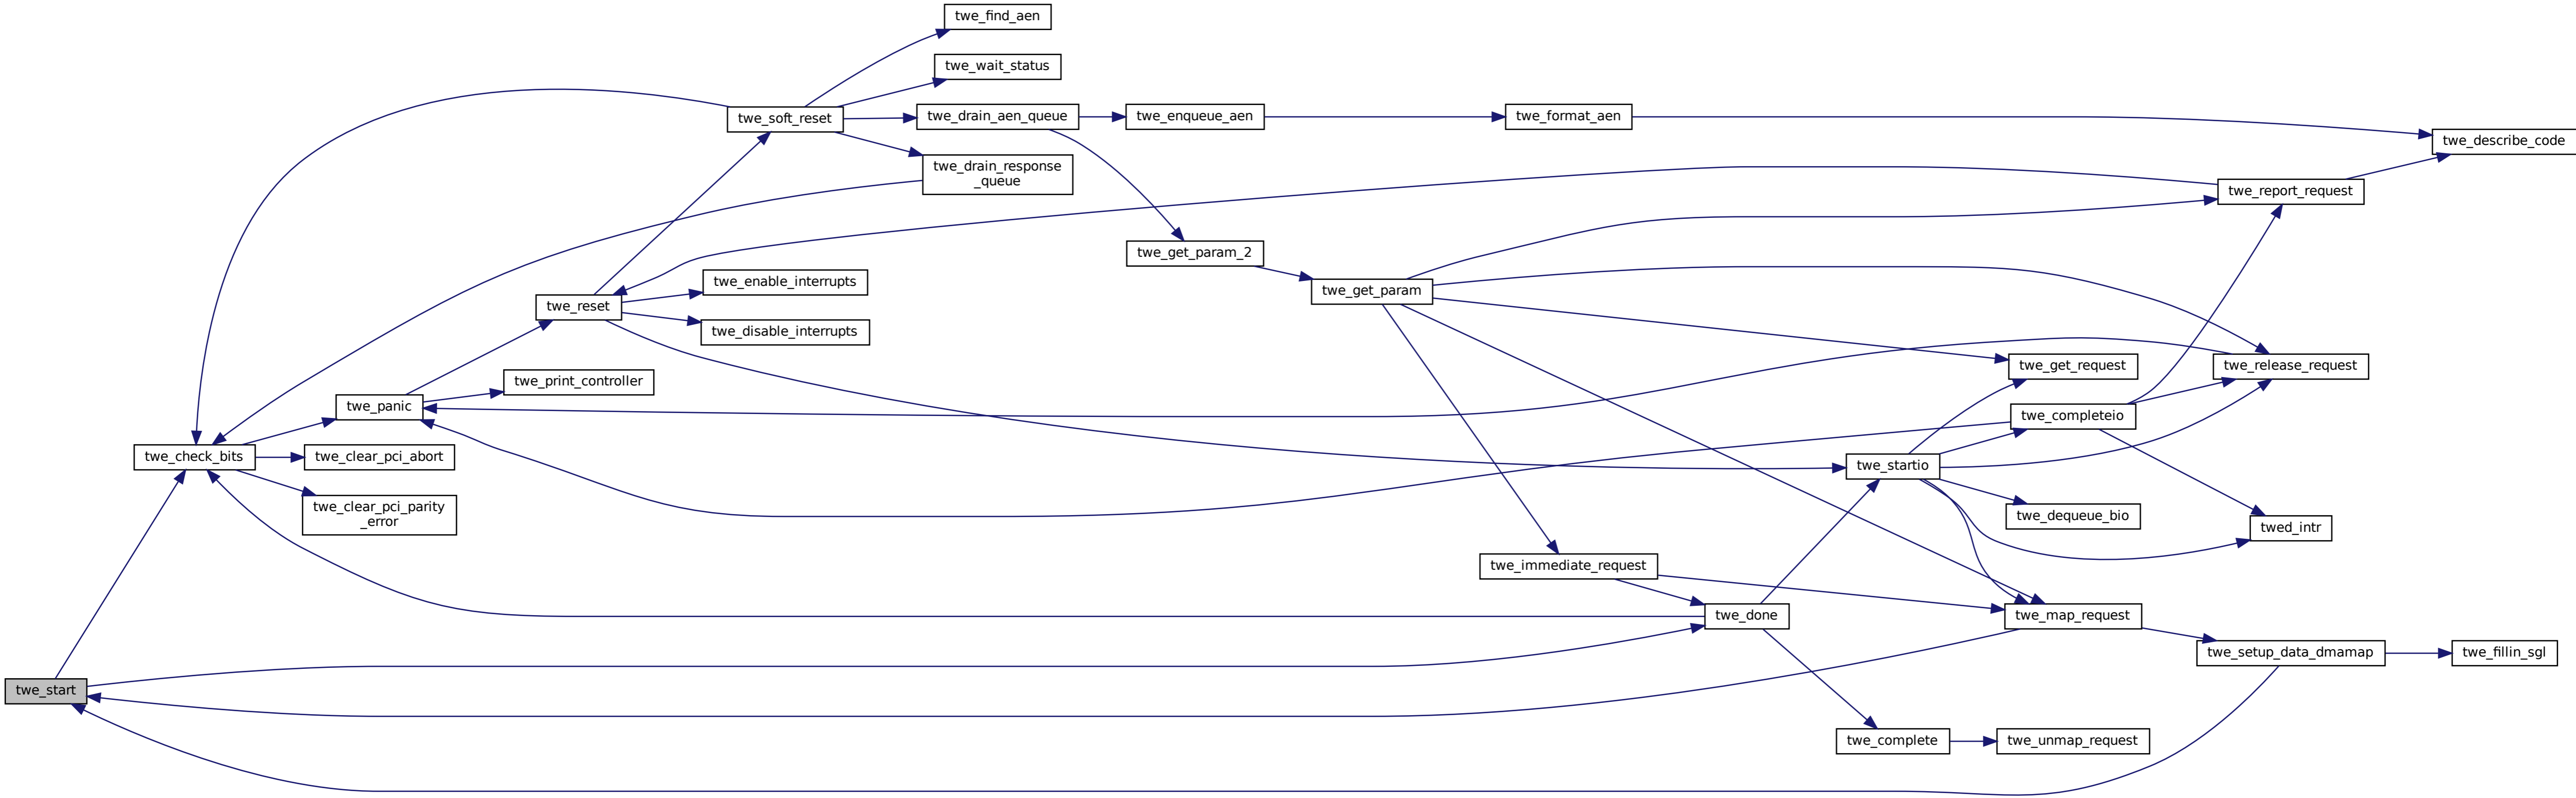 twe_find_aen
twe_wait_status
twe_soft_reset
twe_drain_aen_queue
twe_enqueue_aen
twe_format_aen
twe_describe_code
twe_drain_response
_queue
twe_report_request
twe_get_param_2
twe_enable_interrupts
twe_get_param
twe_reset
twe_disable_interrupts
twe_get_request
twe_release_request
twe_print_controller
twe_panic
twe_completeio
twe_check_bits
twe_clear_pci_abort
twe_startio
twe_clear_pci_parity
_error
twe_dequeue_bio
twed_intr
twe_immediate_request
twe_done
twe_map_request
twe_setup_data_dmamap
twe_fillin_sgl
twe_start
twe_complete
twe_unmap_request